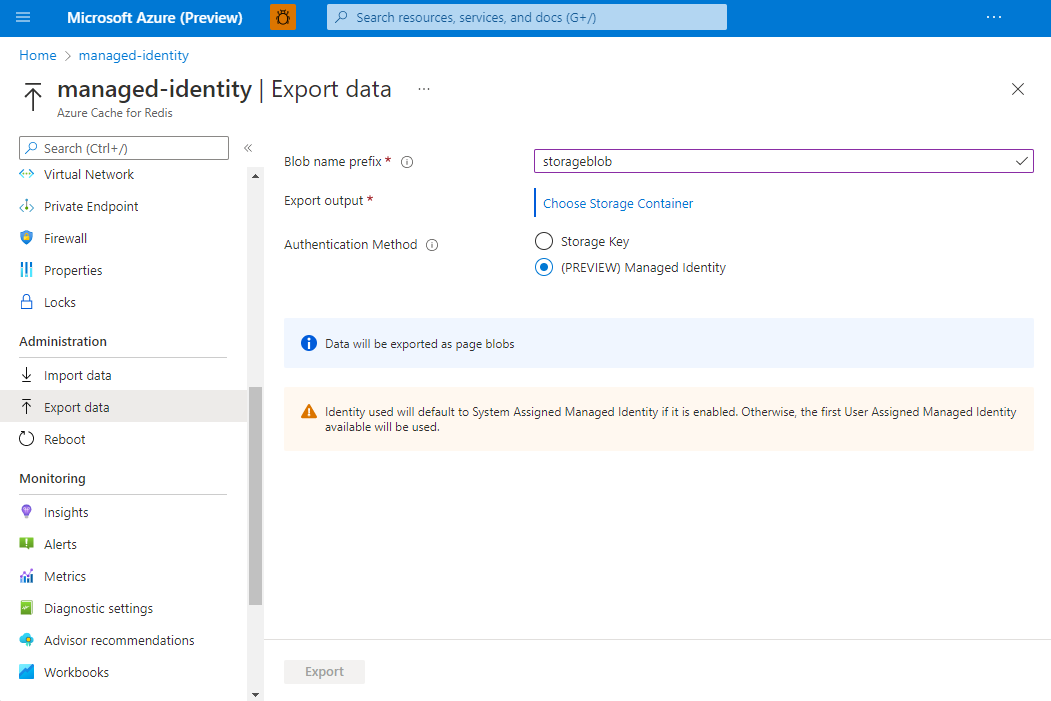 Microsoft Azure (Preview)
Search resources, services, and docs (G+/)
...
Home > managed-identity
managed-identity | Export data ...
Azure Cache for Redis
Search (Ctrl+/)
«
Virtual Network
Private Endpoint
Firewall
Properties
Locks
Administration
Import data
Export data
Reboot
Monitoring
Insights
Alerts
Metrics
Diagnostic settings
Advisor recommendations
Workbooks
Blob name prefix *
storageblob
Export output *
Choose Storage Container
Authentication Method
Storage Key
(PREVIEW) Managed Identity
Data will be exported as page blobs
Identity used will default to System Assigned Managed Identity if it is enabled. Otherwise, the first User Assigned Managed Identity
available will be used.
Export